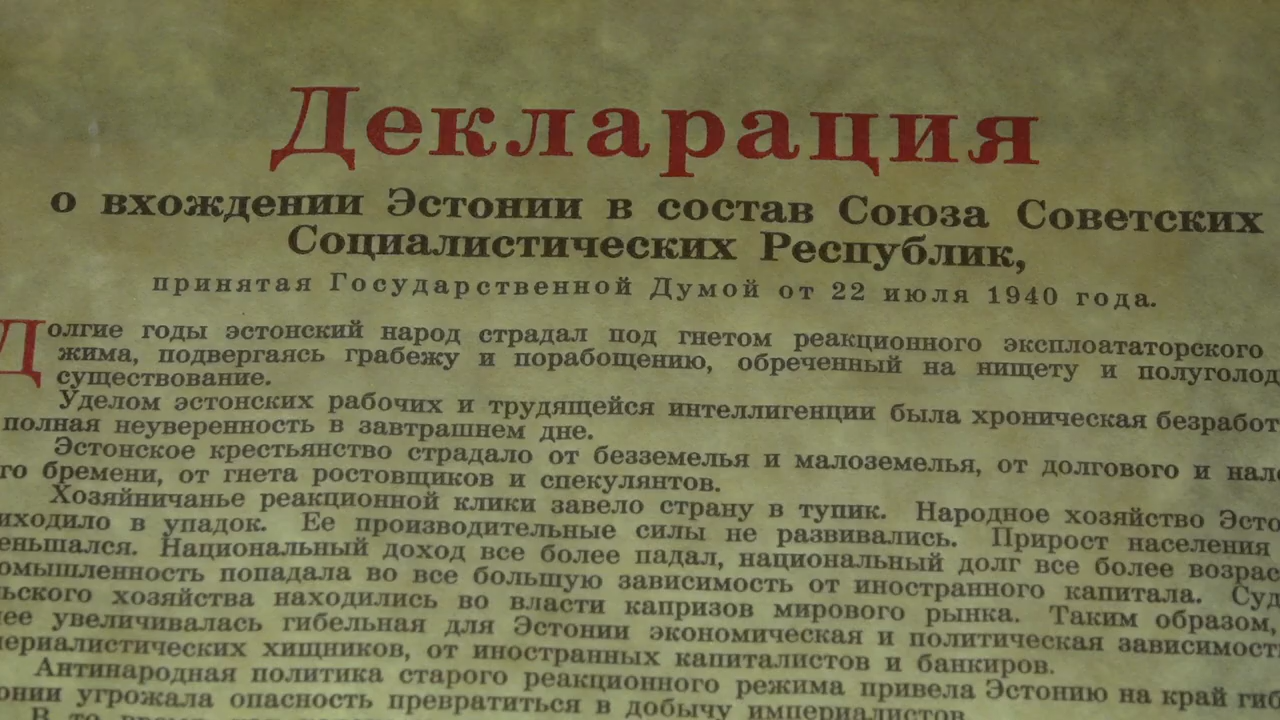 Декларация
о вхождении Эстонии в состав Союза Советских
Социалистических Республик,
принятая Государственной Думой от 22 июля 1940 года.
Долгие годы эстонский народ страдал под гнетом реакционного эксплоататорского
жима, подвергаясь грабежу и порабощению, обреченный на нищету и полуголод
существование.
Уделом эстонских рабочих и трудящейся интеллигенции была хроническая безработ
полная неуверенность в завтрашнем дне.
Эстонское крестьянство страдало от безземелья и малоземелья, от долгового и нало
го бремени, от гнета ростовщиков и спекулянтов.
Хозяйничанье реакционной клики завело страну в тупик. Народное хозяйство Эсто
иходило в упадок. Ее производительные силы не развивались. Прирост населения
еньшался. Национальный доход все более падал, национальный долг все более возрас
омышленность попадала во все большую зависимость от иностранного капитала. Суд
ьского хозяйства находились во власти капризов мирового рынка. Таким образом,
ее увеличивалась гибельная для Эстонии экономическая и политическая зависимост
периалистических хищников, от иностранных капиталистов и банкиров.
Антинародная политика старого реакционного режима привела Эстонию на край гиб
онии угрожала опасность превратиться в добычу империалистов.
В то время